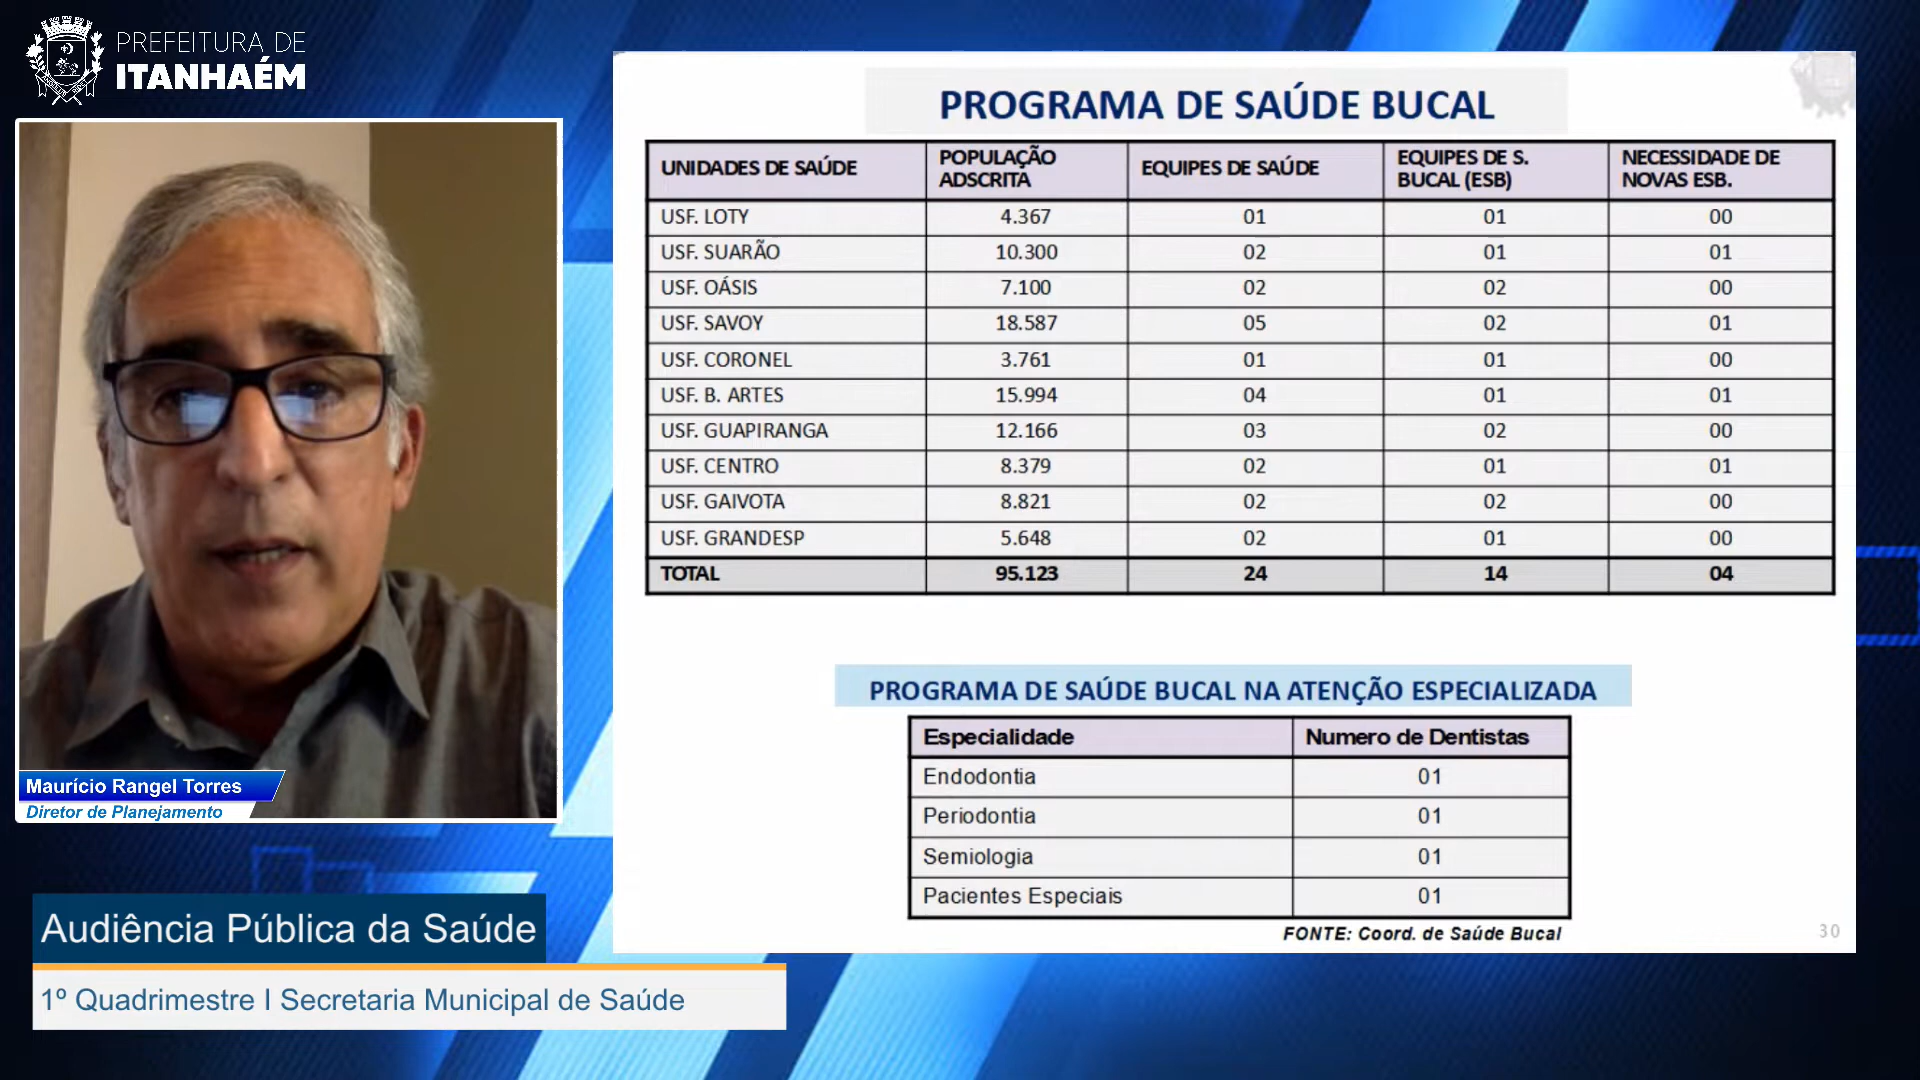 PREFEITURA DE
ITANHAÉM
PROGRAMA DE SAÚDE BUCAL
UNIDADES DE SAÚDE POPULAÇÃO ADSCRITA EQUIPES DE SAÚDE EQUIPES DE S. BUCAL (ESB) NECESSIDADE DE NOVAS ESB.
USF. LOTY 4.367 01 01 00
USF. SUARÃO 10.300 02 01 01
USF. OÁSIS 7.100 02 02 00
USF. SAVOY 18.587 05 02 01
USF. CORONEL 3.761 01 01 00
USF. B. ARTES 15.994 04 01 01
USF. GUAPIRANGA 12.166 03 02 00
USF. CENTRO 8.379 02 01 01
USF. GAIVOTA 8.821 02 02 00
USF. GRANDESP 5.648 02 01 00
TOTAL 95.123 24 14 04
PROGRAMA DE SAÚDE BUCAL NA ATENÇÃO ESPECIALIZADA
Especialidade Numero de Dentistas
Endodontia 01
Periodontia 01
Semiologia 01
Pacientes Especiais 01
FONTE: Coord. de Saúde Bucal
30
Maurício Rangel Torres
Diretor de Planejamento
Audiência Pública da Saúde
1º Quadrimestre I Secretaria Municipal de Saúde